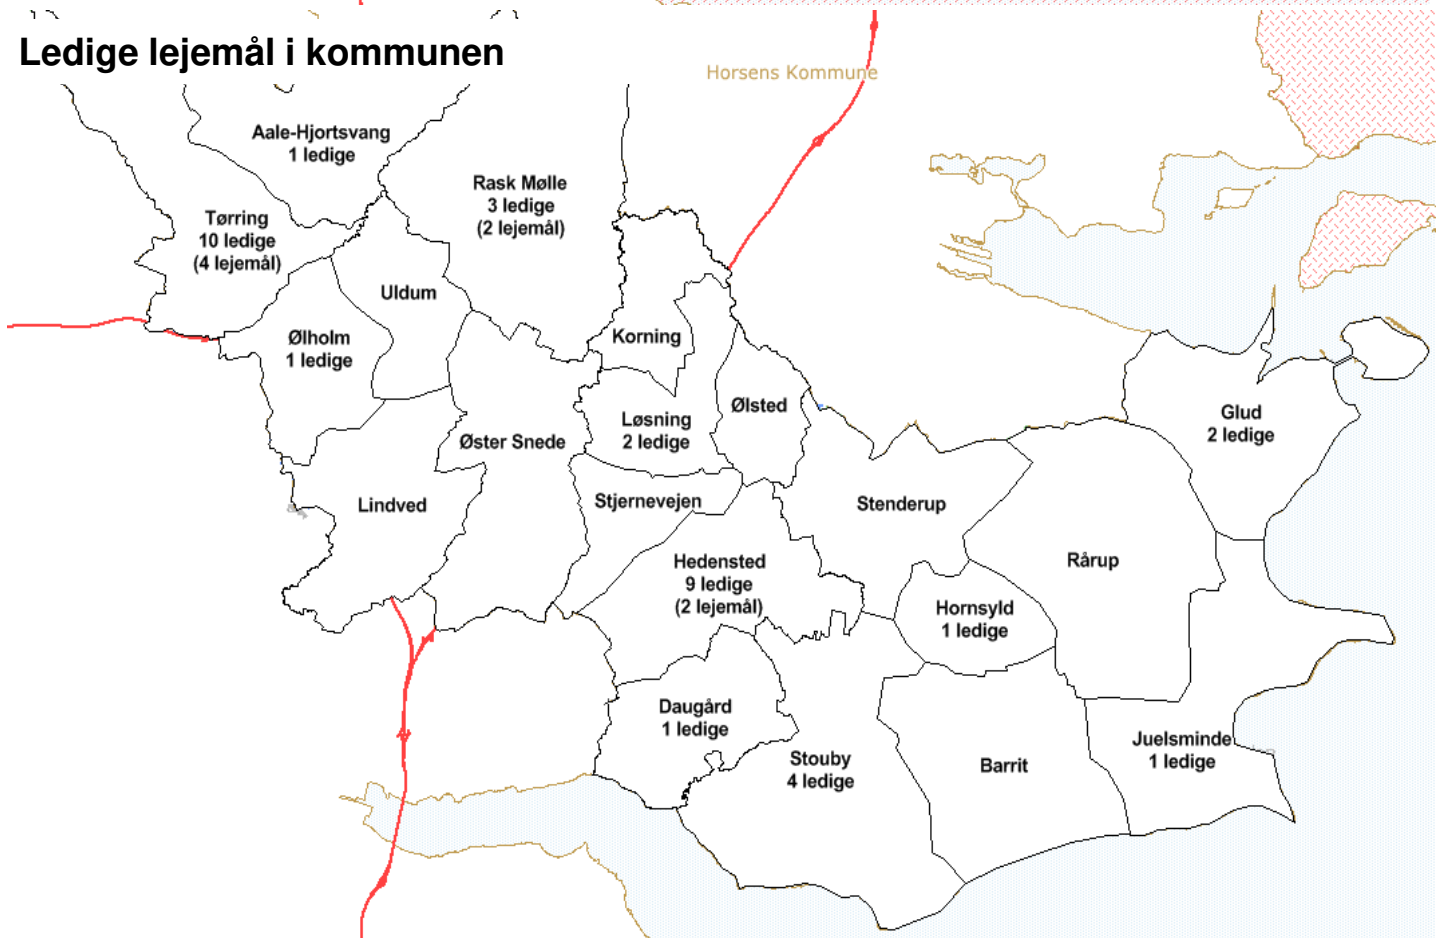 Ledige lejemål i kommunen
Horsens Kommune
Aale-Hjortsvang
1 ledige
Rask Mølle
3 ledige
(2 lejemål)
Tørring
10 ledige
(4 lejemål)
Uldum
Ølholm
1 ledige
Korning
Løsning
2 ledige
Ølsted
Glud
2 ledige
Øster Snede
Lindved
Stjernevejen
Stenderup
Hedensted
9 ledige
(2 lejemål)
Rårup
Hornsyld
1 ledige
Daugård
1 ledige
Stouby
4 ledige
Barrit
Juelsminde
1 ledige